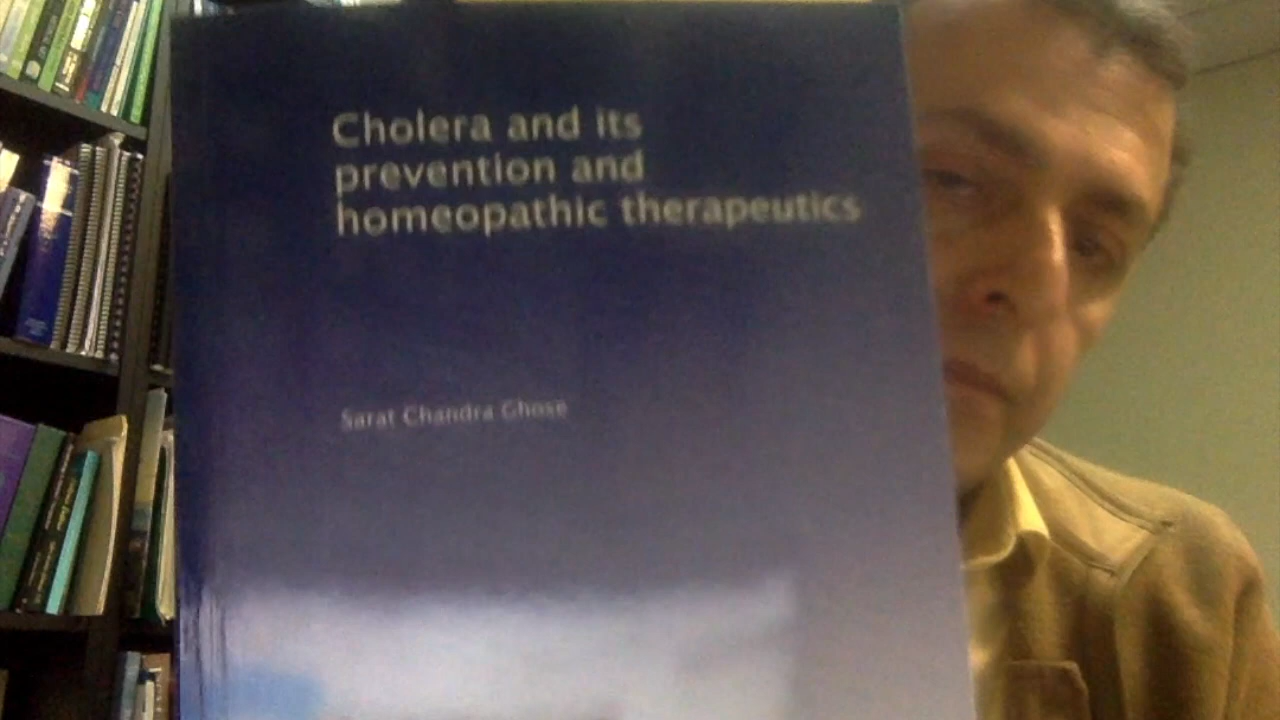 Cholera and its
prevention and
homeopathic therapeutics
Sarat Chandra Ghose